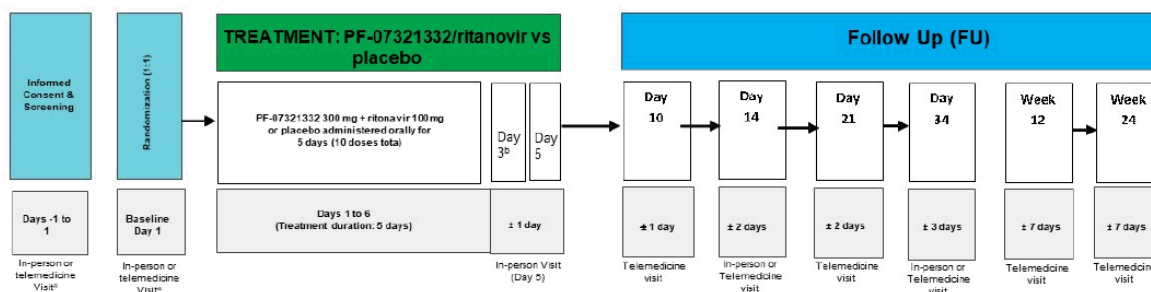 TREATMENT: PF-07321332/ritanovir vs
placebo
Follow Up (FU)
Informed
Consent &
Screening
Randomization (1:1)
PF-07321332 300 mg + ritonavir 100mg
or placebo administered orally for
5 days (10 doses total)
Day
3b
Day
5
Day
10
Day
14
Day
21
Day
34
Week
12
Week
24
Days -1 to
1
Baseline
Day 1
Days 1 to 6
(Treatment duration: 5 days)
± 1 day
± 1 day
± 2 days
± 2 days
± 3 days
± 7 days
± 7 days
In-person or
telemedicine
Visitª
In-person or
telemedicine
Visitª
In-person Visit
(Day 5)
Telemedicine
visit
In-person or
Telemedicine
visit
Telemedicine
visit
In-person or
Telemedicine
visit
Telemedicine
visit
Telemedicine
visit